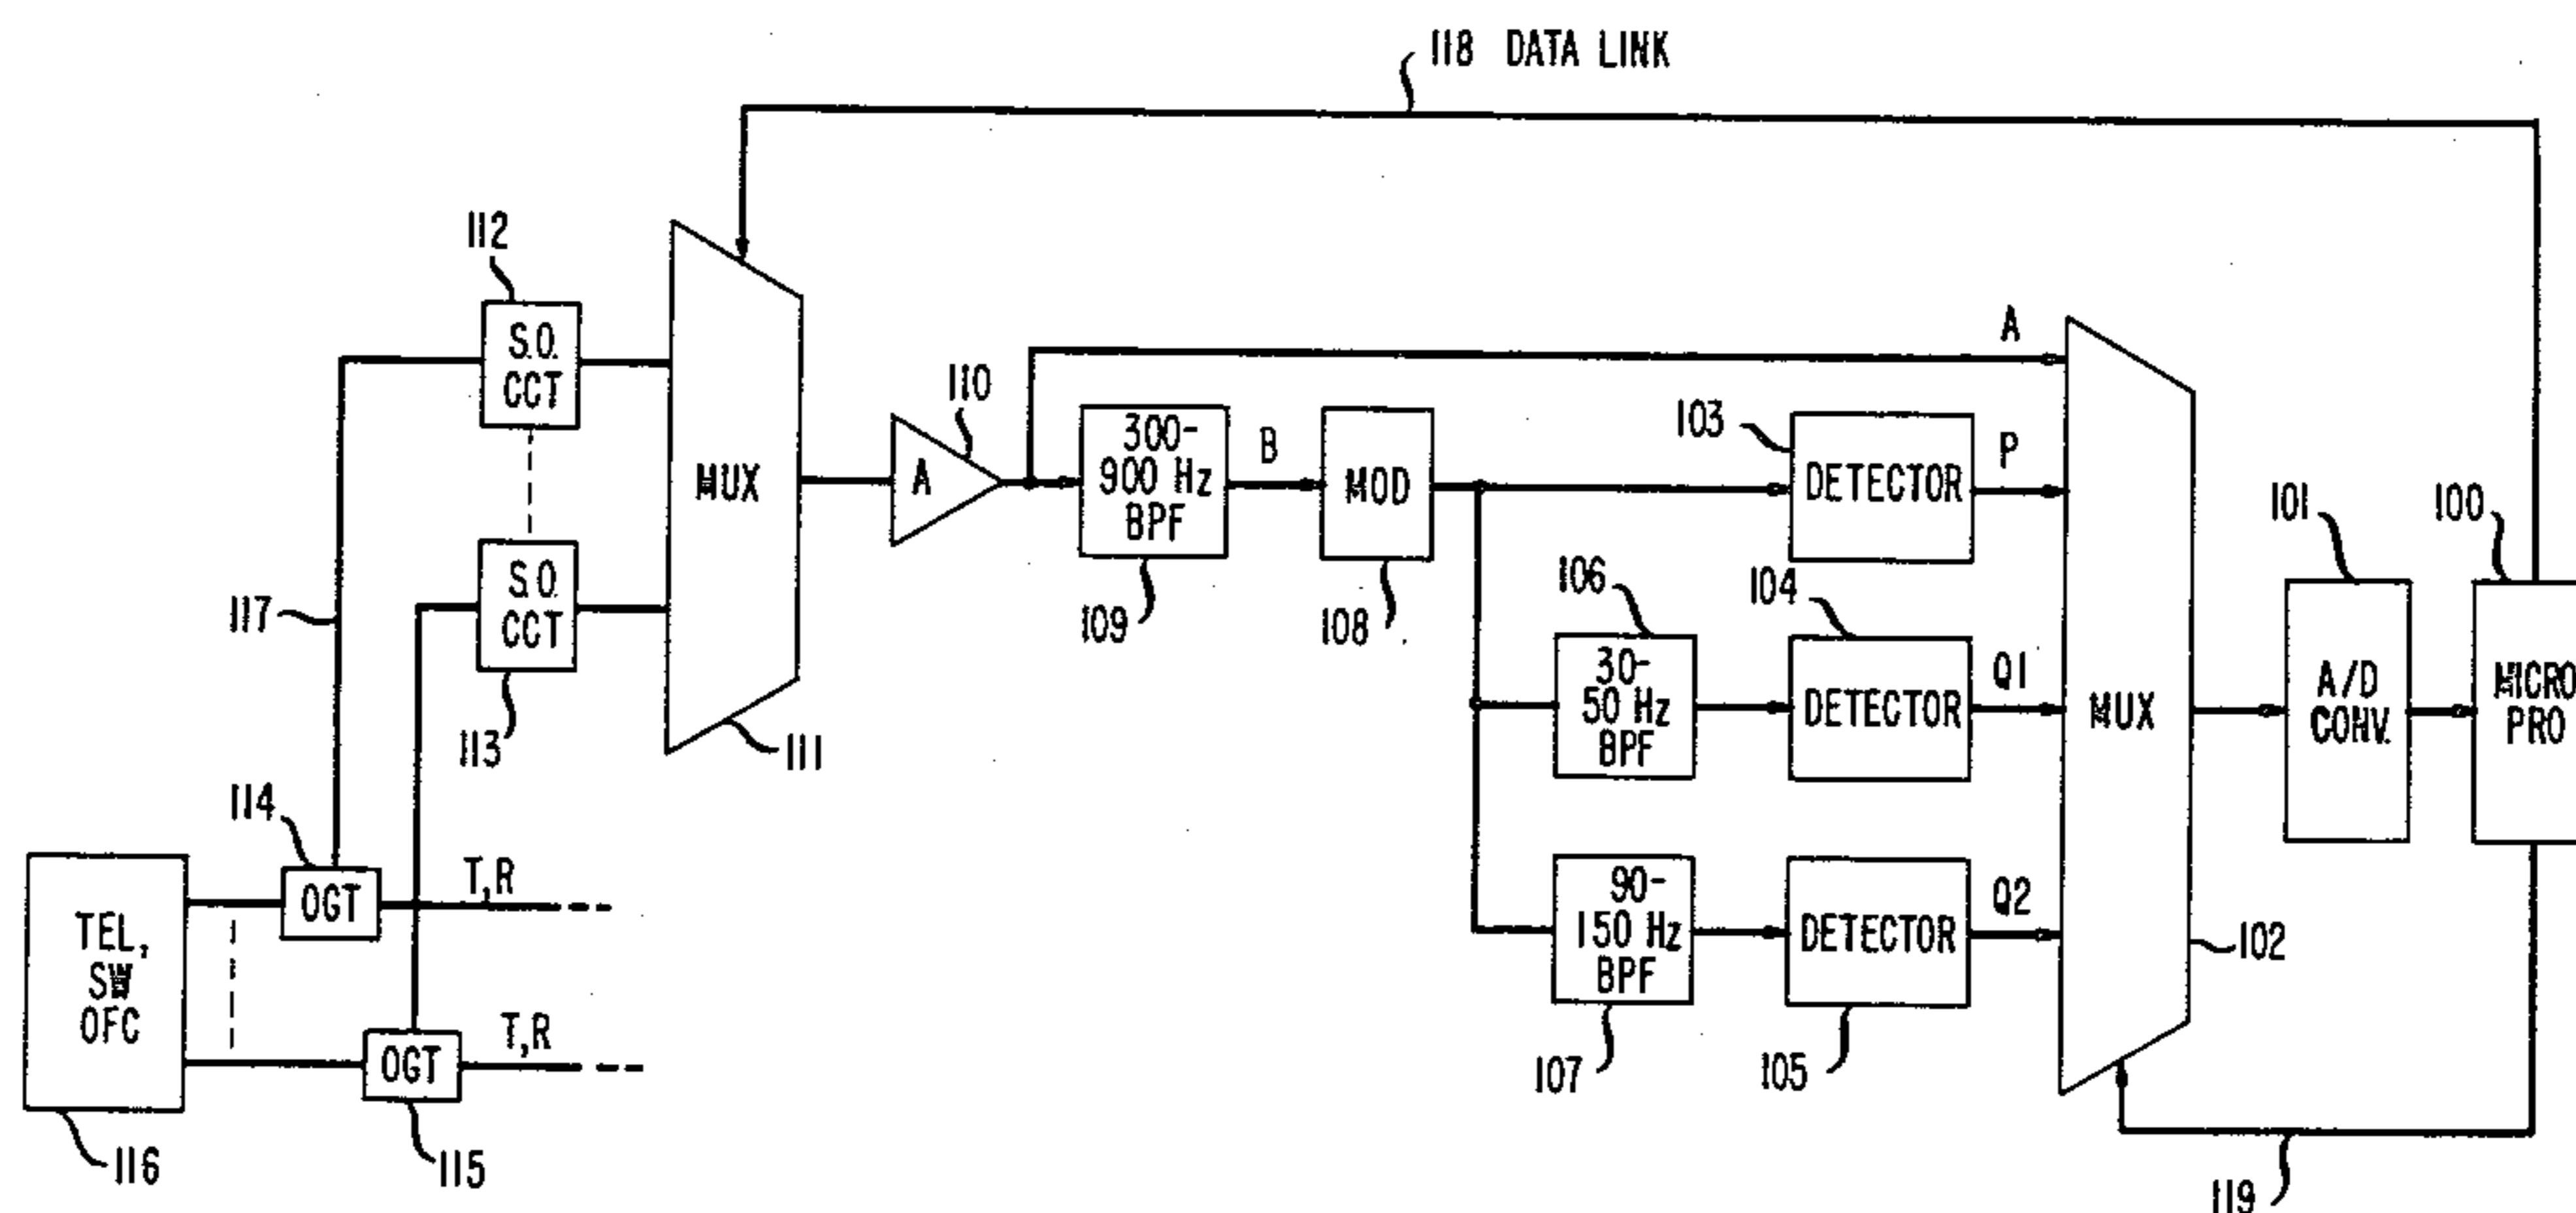 118 DATA LINK
112
S.O.
CCT
MUX
110
A
300-
900 Hz
BPF
109
B
MOD
108
A
103
DETECTOR
P
101
A/D
CONV.
100
MICRO
PRO
117
S.O
CCT
113
111
106
30-
50 Hz
BPF
104
DETECTOR
Q1
MUX
114
OGT
T,R
TEL,
SW
OFC
116
OGT
115
T,R
90-
150 Hz
BPF
107
DETECTOR
105
Q2
102
119